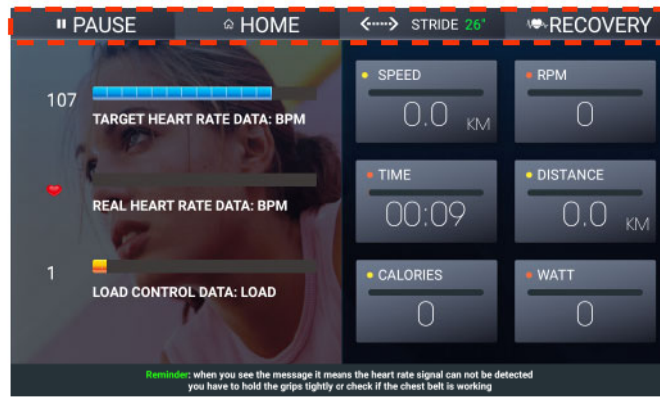 PAUSE HOME STRIDE 26" RECOVERY
107
TARGET HEART RATE DATA: BPM
REAL HEART RATE DATA: BPM
1
LOAD CONTROL DATA: LOAD
SPEED
0.0 KM
RPM
0
TIME
00:09
DISTANCE
0.0 KM
CALORIES
0
WATT
0
Reminder: when you see the message it means the heart rate signal can not be detected
you have to hold the grips tightly or check if the chest belt is working